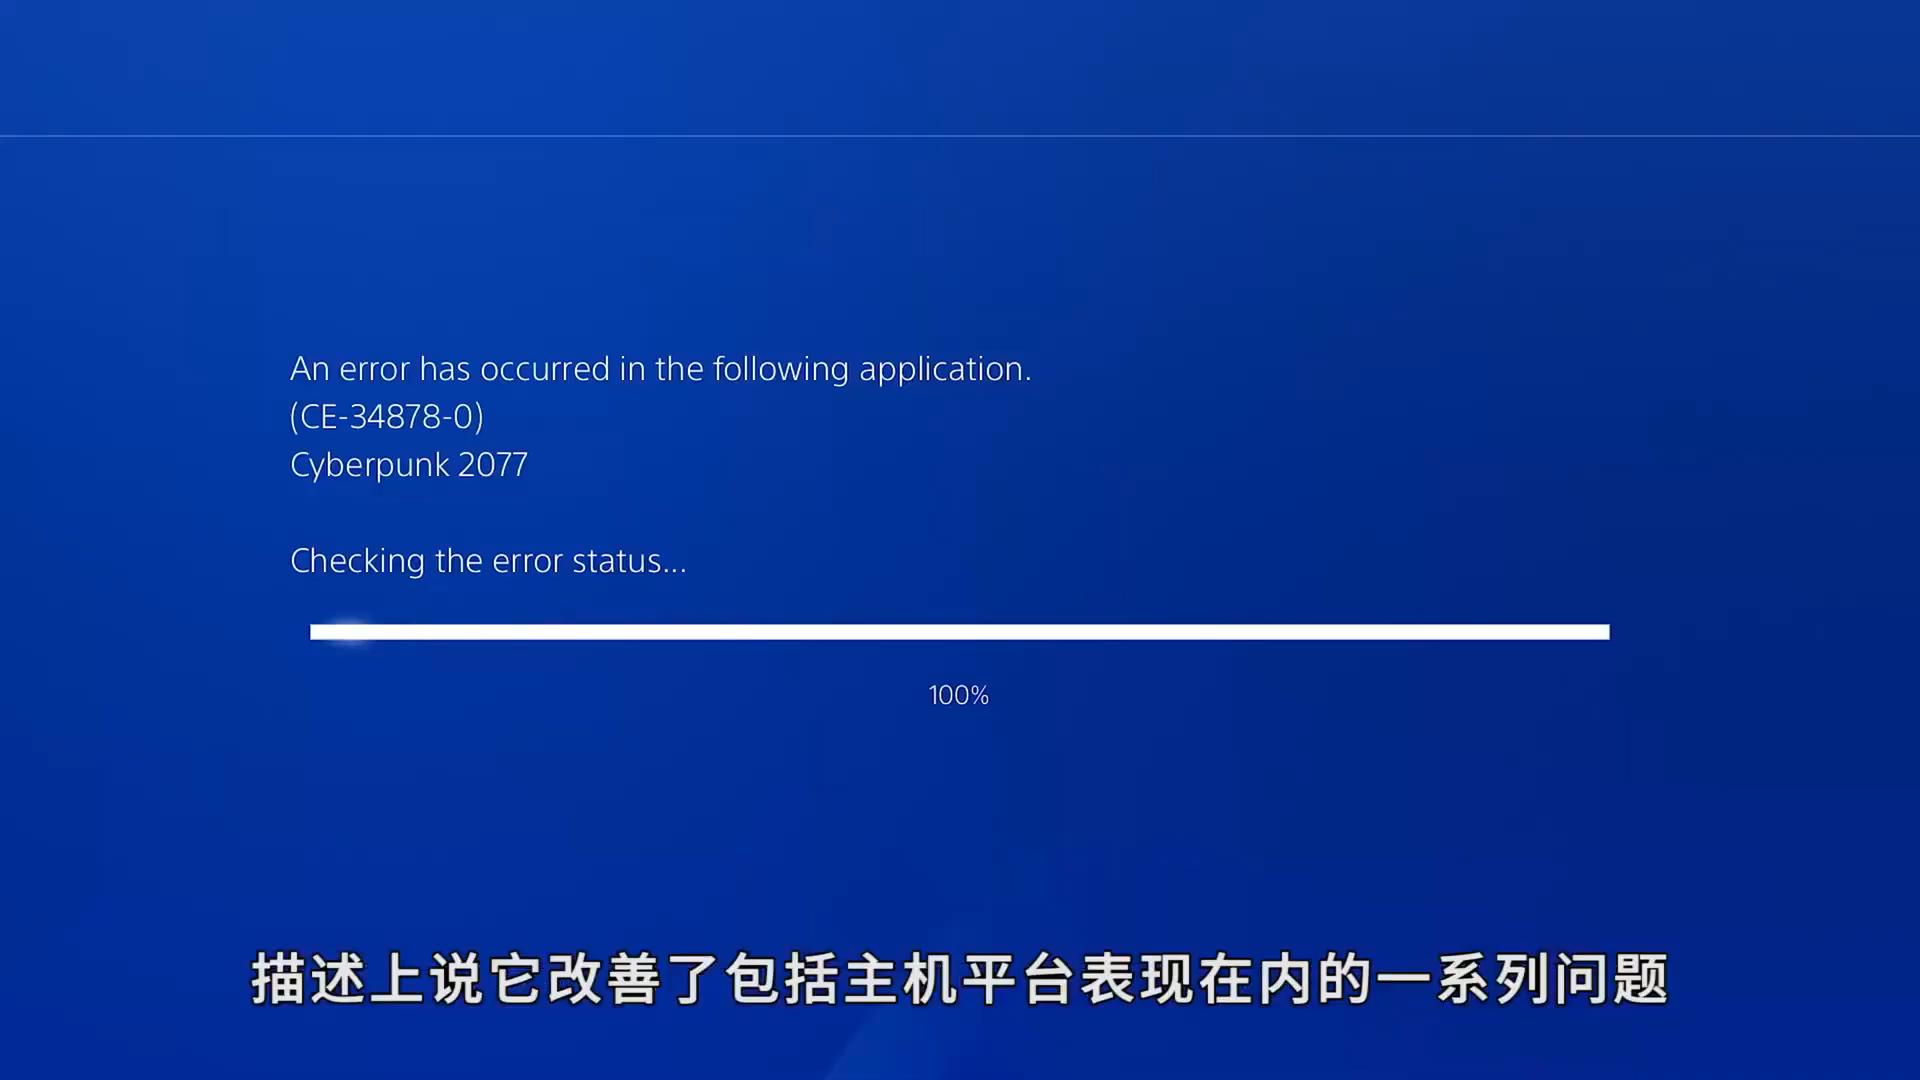 An error has occurred in the following application.
(CE-34878-0)
Cyberpunk 2077
Checking the error status...
100%
描述上说它改善了包括主机平台表现在内的一系列问题